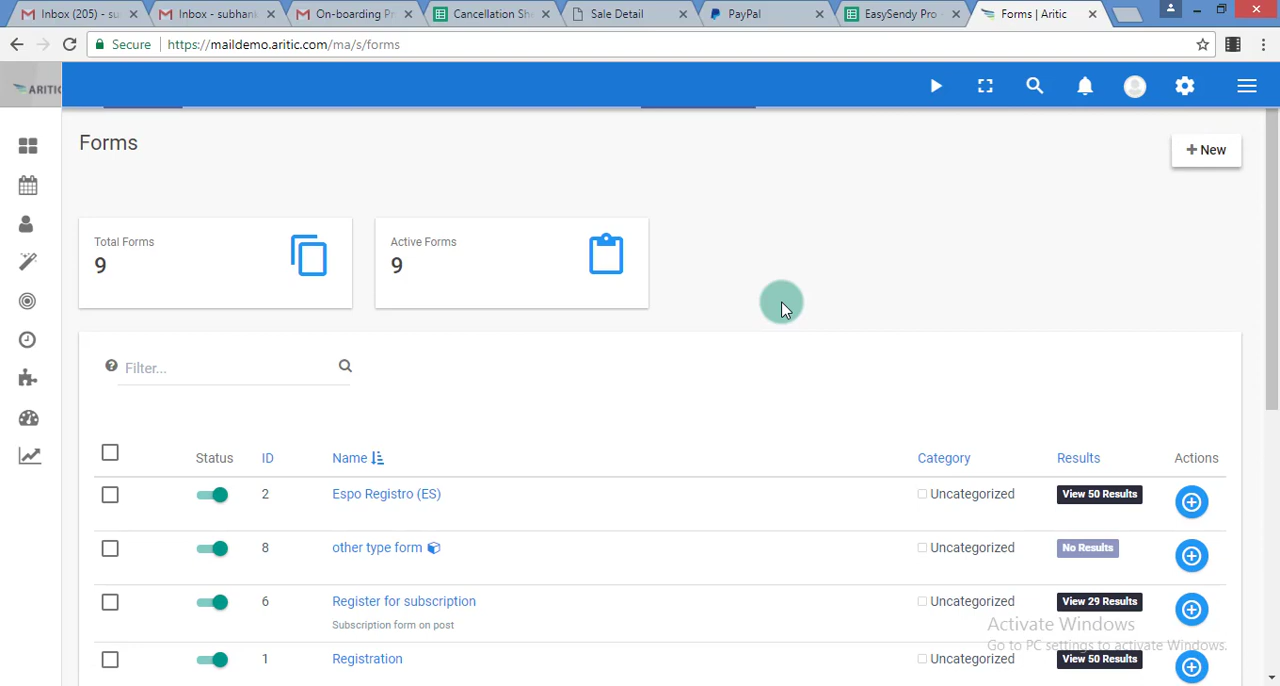 Inbox (205) - su
Inbox - subhank
On-boarding Pr
Cancellation She
Sale Detail
PayPal
EasySendy Pro
Forms | Aritic
Secure
https://maildemo.aritic.com/ma/s/forms
ARITIC
Forms
+ New
Total Forms
9
Active Forms
9
Filter...
Status ID Name Category Results Actions
2 Espo Registro (ES) Uncategorized View 50 Results
8 other type form Uncategorized No Results
6 Register for subscription Uncategorized View 29 Results
Subscription form on post
Activate Windows
Go to PC settings to activate Windows.
1 Registration Uncategorized View 50 Results